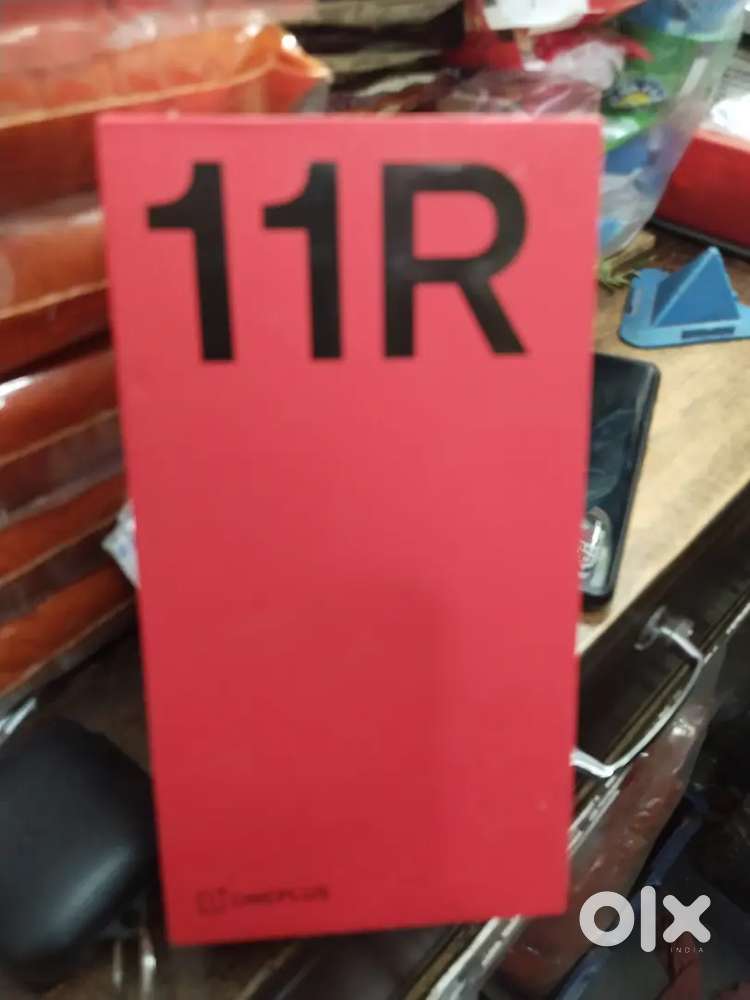 11R
ONEPLUS
olx
INDIA